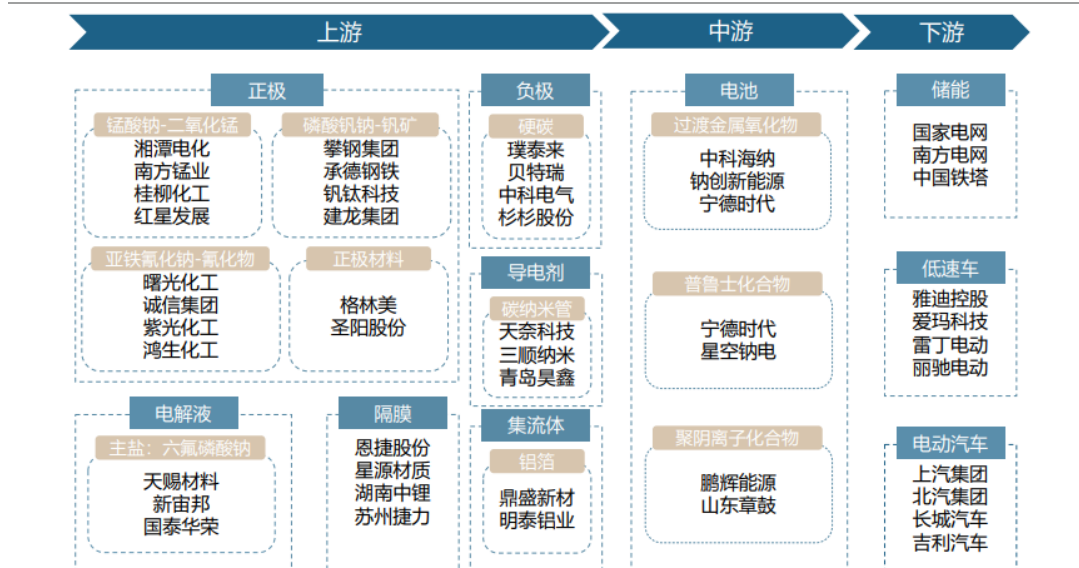 上游
中游
下游
正极
锰酸钠-二氧化锰
湘潭电化
南方锰业
桂柳化工
红星发展
磷酸钒钠-钒矿
攀钢集团
承德钢铁
钒钛科技
建龙集团
亚铁氰化钠-氰化物
曙光化工
诚信集团
紫光化工
鸿生化工
正极材料
格林美
圣阳股份
负极
硬碳
璞泰来
贝特瑞
中科电气
杉杉股份
导电剂
碳纳米管
天奈科技
三顺纳米
青岛昊鑫
电解液
主盐：六氟磷酸钠
天赐材料
新宙邦
国泰华荣
隔膜
恩捷股份
星源材质
湖南中锂
苏州捷力
集流体
铝箔
鼎盛新材
明泰铝业
电池
过渡金属氧化物
中科海纳
钠创新能源
宁德时代
普鲁士化合物
宁德时代
星空钠电
聚阴离子化合物
鹏辉能源
山东章鼓
储能
国家电网
南方电网
中国铁塔
低速车
雅迪控股
爱玛科技
雷丁电动
丽驰电动
电动汽车
上汽集团
北汽集团
长城汽车
吉利汽车